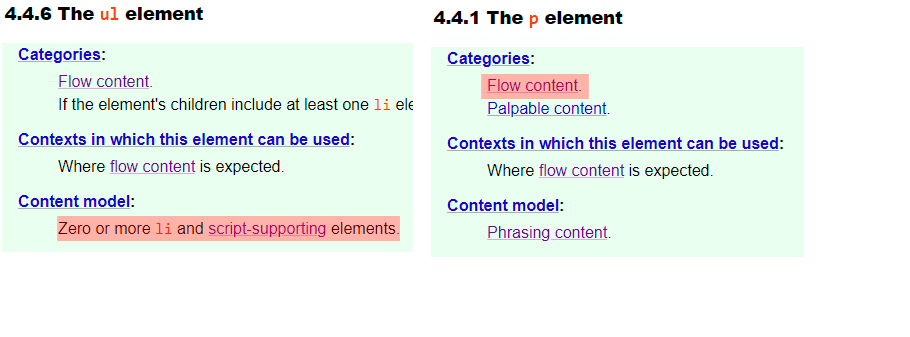 4.4.6 The ul element
Categories:
Flow content.
If the element's children include at least one li
Contexts in which this element can be used:
Where flow content is expected.
Content model:
Zero or more li and script-supporting elements.
4.4.1 The p element
Categories:
Flow content.
Palpable content.
Contexts in which this element can be used:
Where flow content is expected.
Content model:
Phrasing content.